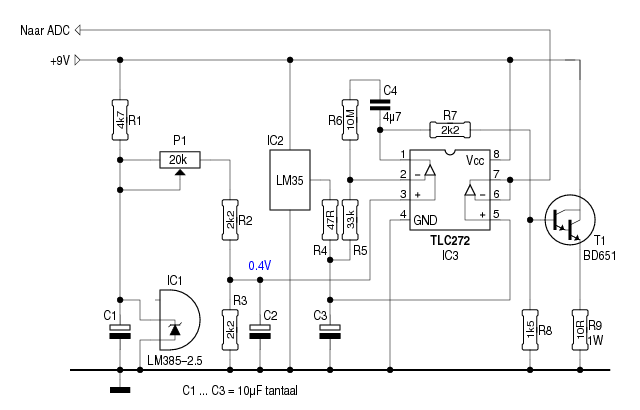 Naar ADC
+9V
C4
4µ7
4k7
R1
R6
10M
R7
2k2
P1
20k
IC2
LM35
1
2
3
4
-
+
GND
Vcc
8
7
6
5
-
+
TLC272
IC3
2k2
R2
47R
33k
R4
R5
T1
BD651
0.4V
IC1
C1
LM385-2.5
R3
2k2
C2
C3
1k5
R8
10R
R9
1W
C1 ... C3 = 10µF tantaal